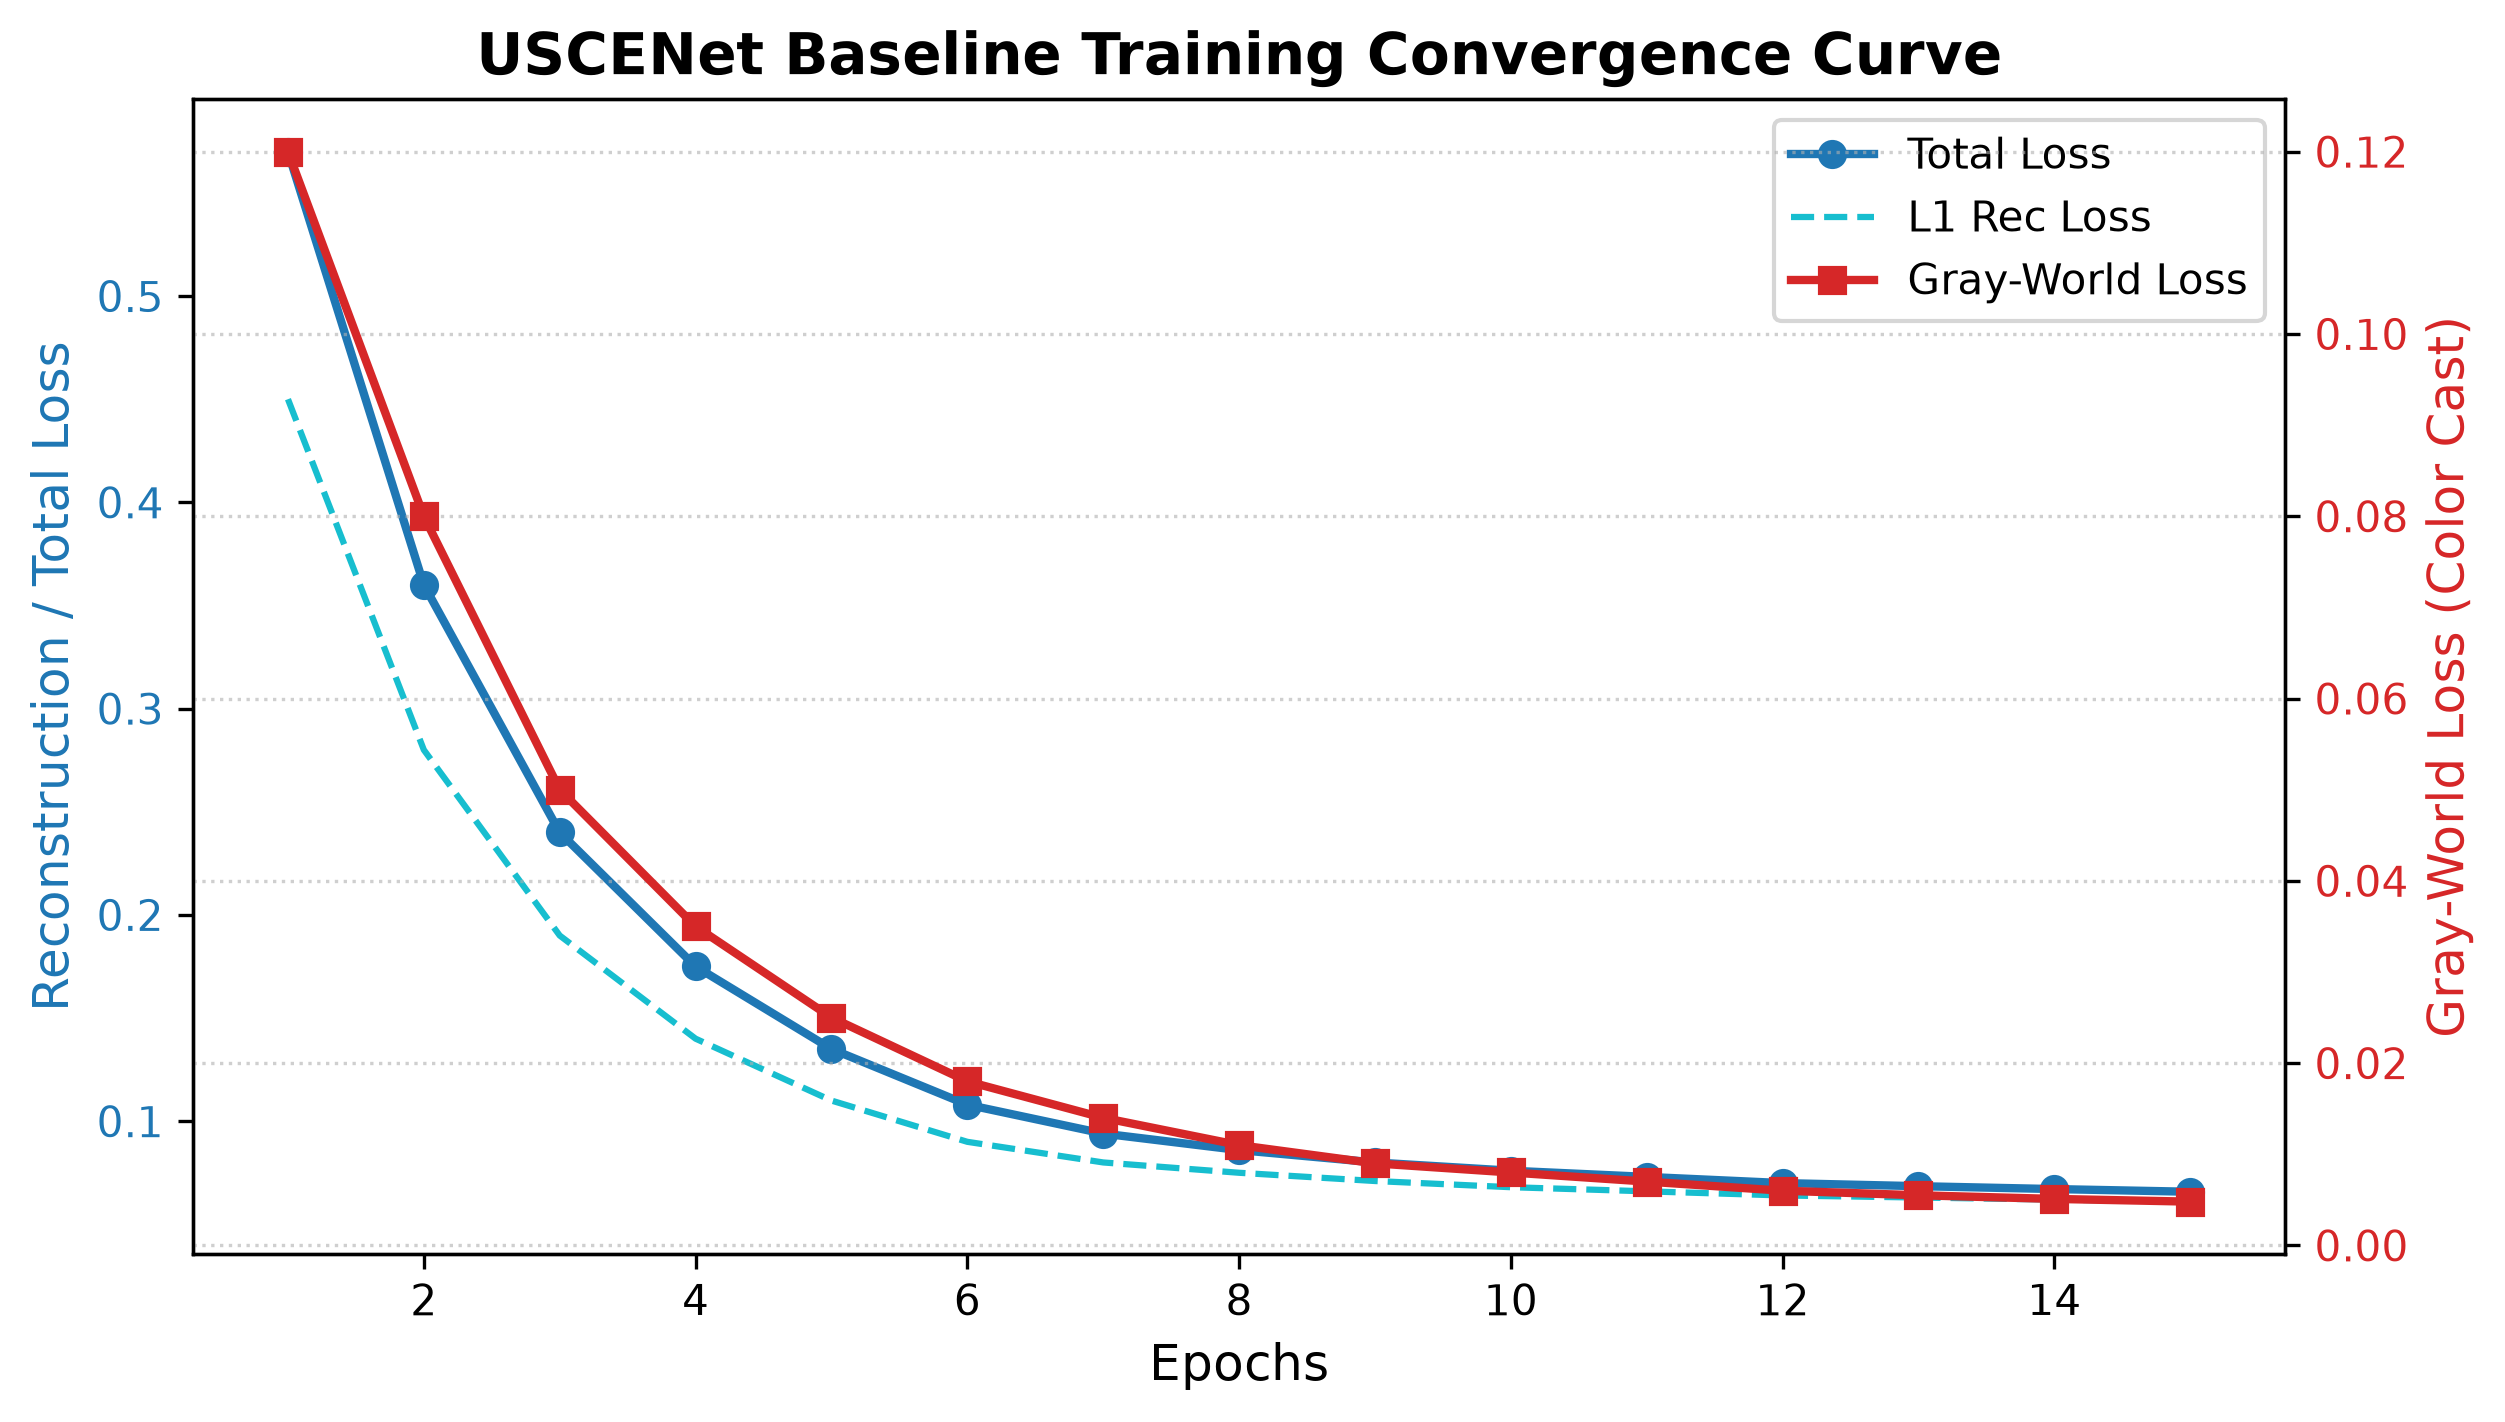 USCENet Baseline Training Convergence Curve
Total Loss
L1 Rec Loss
Gray-World Loss
Reconstruction / Total Loss
0.5
0.4
0.3
0.2
0.1
0.12
0.10
0.08
0.06
0.04
0.02
0.00
Gray-World Loss (Color Cast)
2 4 6 8 10 12 14
Epochs